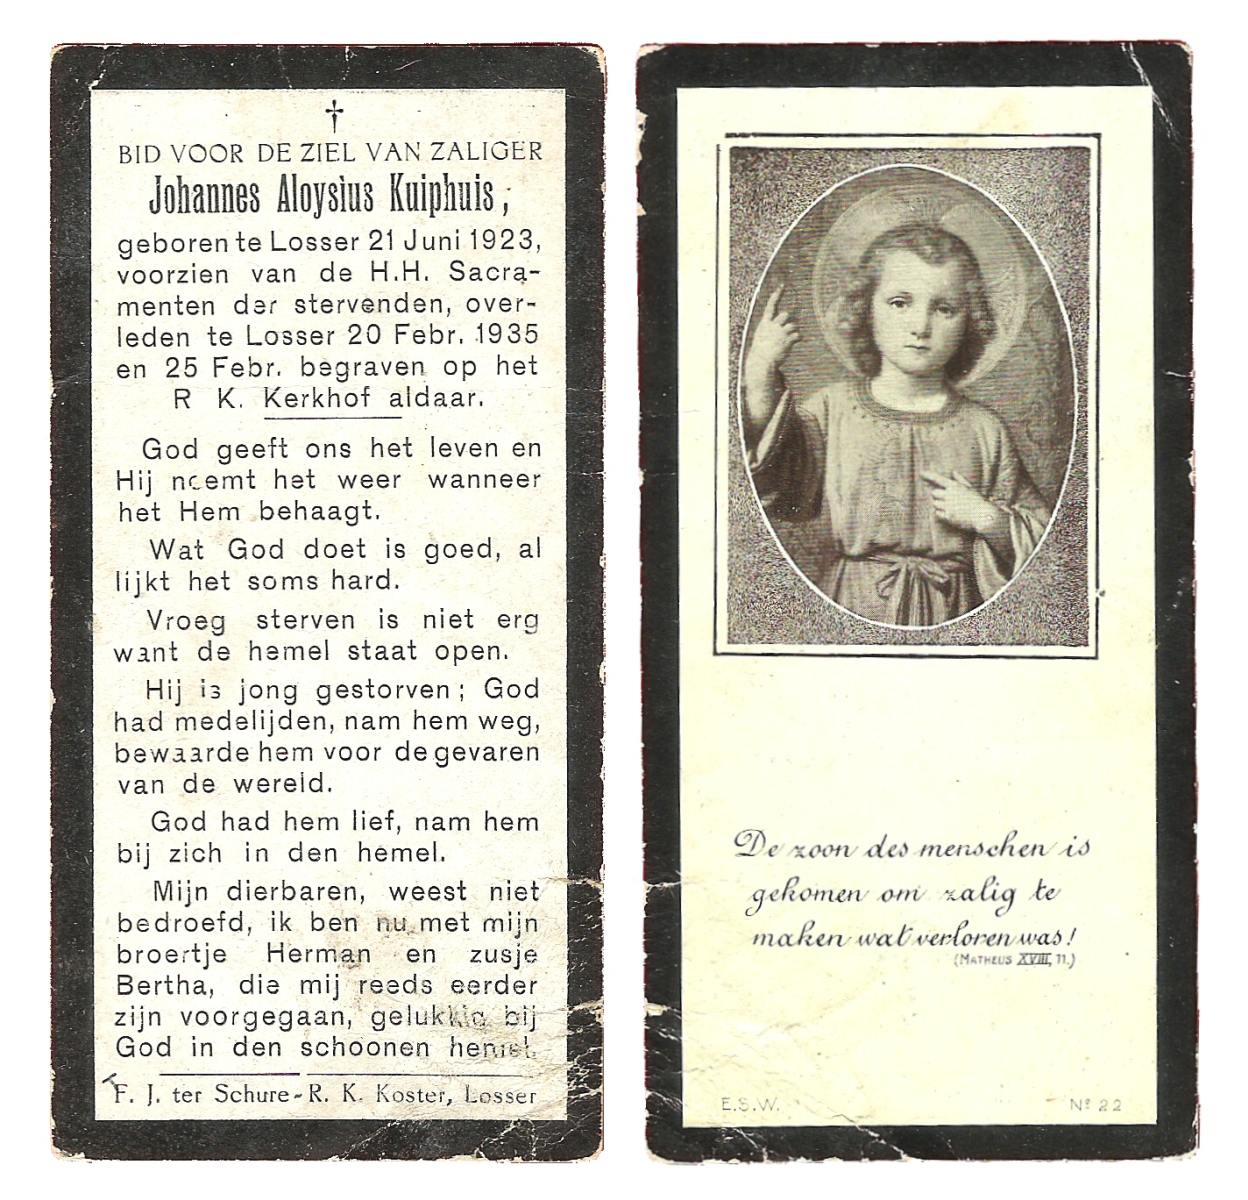 BID VOOR DE ZIEL VAN ZALIGER
Johannes Aloysius Kuiphuis,
geboren te Losser 21 Juni 1923,
voorzien van de H.H. Sacra-
menten der stervenden, over-
leden te Losser 20 Febr. 1935
en 25 Febr. begraven op het
R K. Kerkhof aldaar.
God geeft ons het leven en
Hij neemt het weer wanneer
het Hem behaagt.
Wat God doet is goed, al
lijkt het soms hard.
Vroeg sterven is niet erg
want de hemel staat open.
Hij is jong gestorven; God
had medelijden, nam hem weg,
bewaarde hem voor de gevaren
van de wereld.
God had hem lief, nam hem
bij zich in den hemel.
Mijn dierbaren, weest niet
bedroefd, ik ben nu met mijn
broertje Herman en zusje
Bertha, die mij reeds eerder
zijn voorgegaan, gelukkig bij
God in den schoonen hemel.
F. J. ter Schure-R. K. Koster, Losser
De zoon des menschen is
gekomen om zalig te
maken wat verloren was!
(MATHEUS XVIII, 11.)
E.S.W. No 22